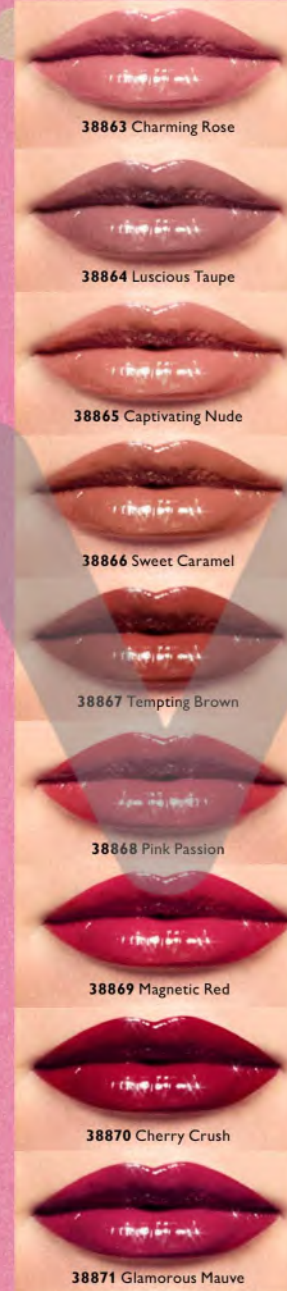 38863 Charming Rose
38864 Luscious Taupe
38865 Captivating Nude
38866 Sweet Caramel
38867 Tempting Brown
38868 Pink Passion
38869 Magnetic Red
38870 Cherry Crush
38871 Glamorous Mauve